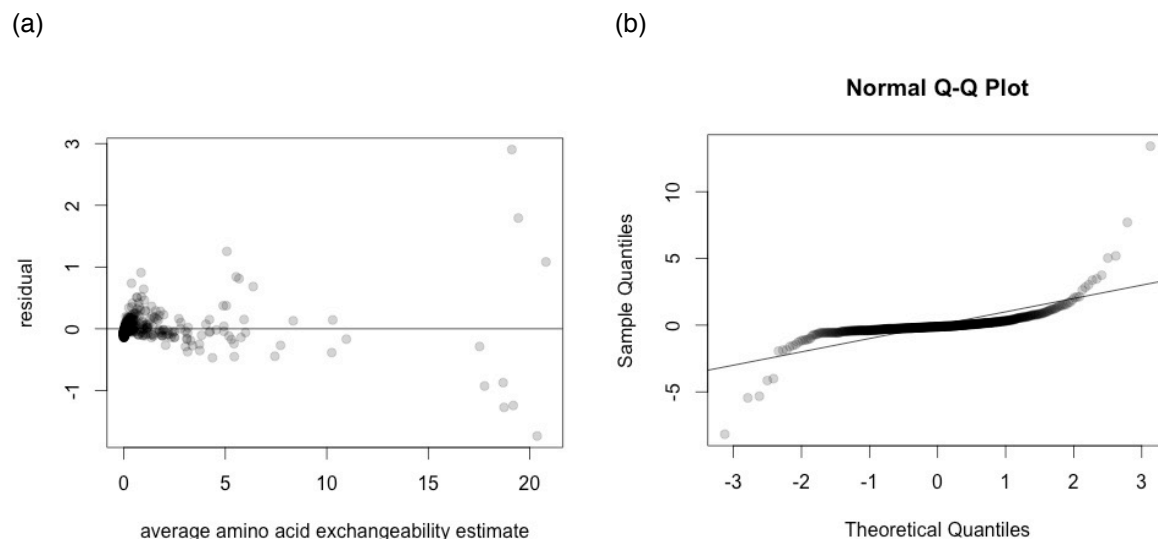 (a)
3
2
1
0
-1
residual
0 5 10 15 20
average amino acid exchangeability estimate
(b)
Normal Q-Q Plot
10
5
0
-5
Sample Quantiles
-3 -2 -1 0 1 2 3
Theoretical Quantiles